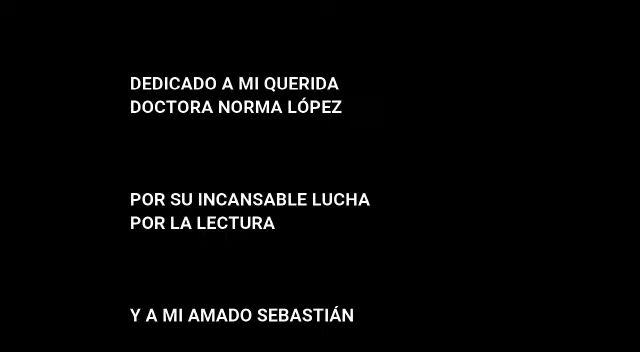 DEDICADO A MI QUERIDA
DOCTORA NORMA LÓPEZ
POR SU INCANSABLE LUCHA
POR LA LECTURA
Y A MI AMADO SEBASTIÁN